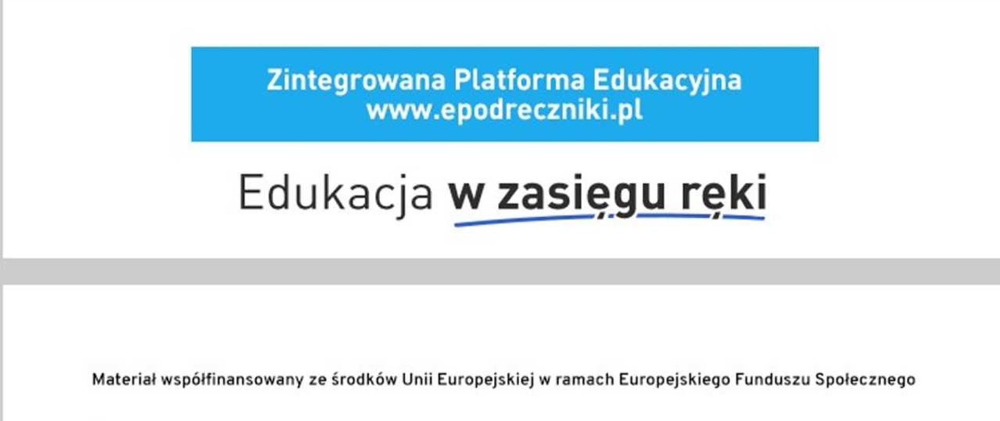 Zintegrowana Platforma Edukacyjna
www.epodreczniki.pl
Edukacja w zasięgu ręki
Materiał współfinansowany ze środków Unii Europejskiej w ramach Europejskiego Funduszu Społecznego